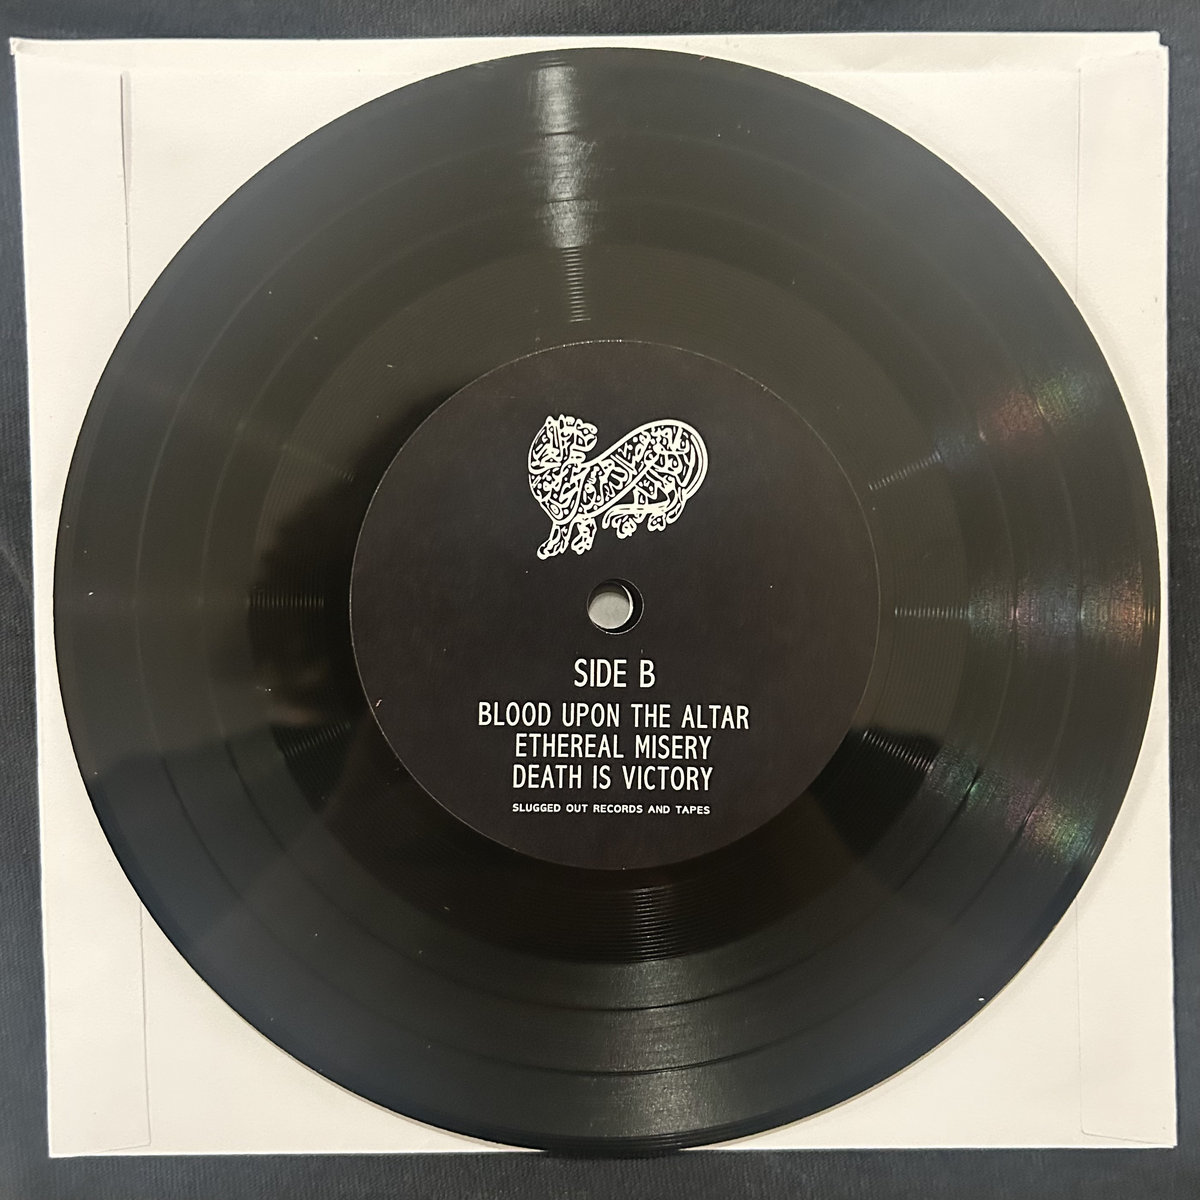 SIDE B
BLOOD UPON THE ALTAR
ETHEREAL MISERY
DEATH IS VICTORY
SLUGGED OUT RECORDS AND TAPES